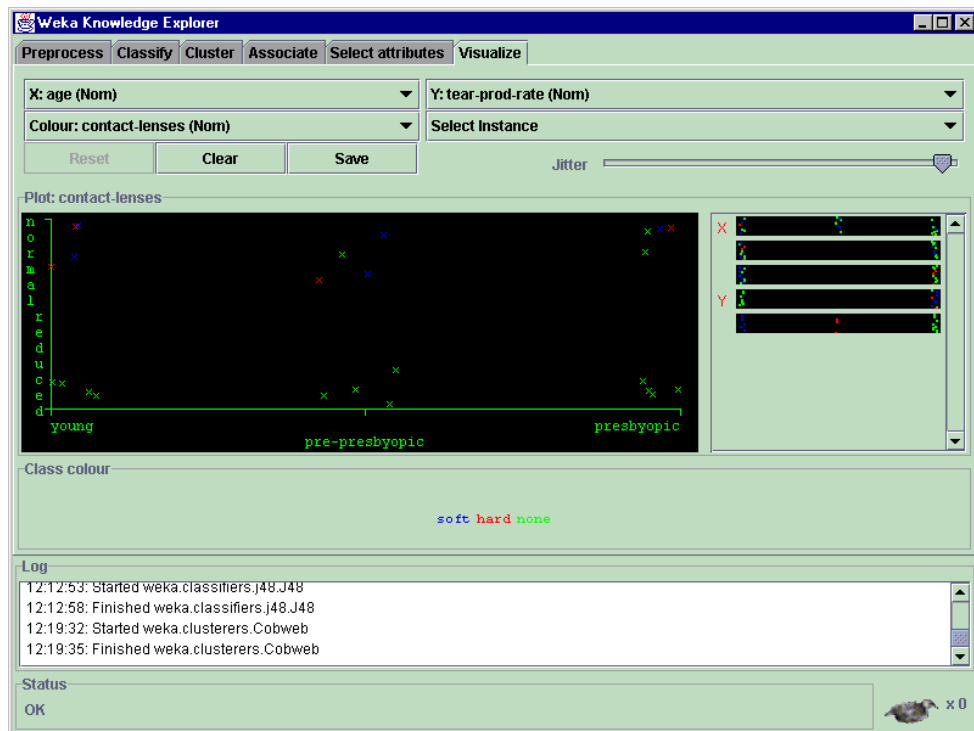 Weka Knowledge Explorer
Preprocess Classify Cluster Associate Select attributes Visualize
X: age (Nom) Y: tear-prod-rate (Nom)
Colour: contact-lenses (Nom) Select Instance
Reset Clear Save Jitter
Plot: contact-lenses
normal reduced
X
Y
young pre-presbyopic presbyopic
Class colour
soft hard none
Log
12:12:53: Started weka.classifiers.j48.J48
12:12:58: Finished weka.classifiers.j48.J48
12:19:32: Started weka.clusterers.Cobweb
12:19:35: Finished weka.clusterers.Cobweb
Status
OK x 0